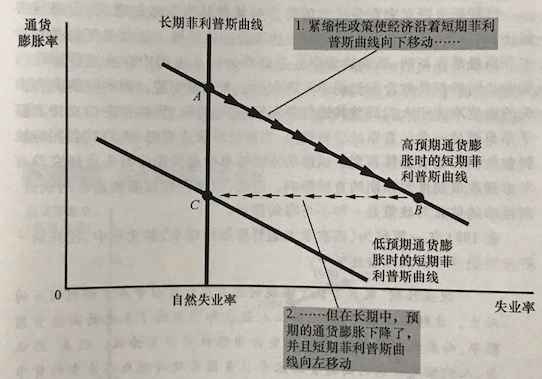 通货
膨胀率
长期菲利普斯曲线
1. 紧缩性政策使经济沿着短期菲利
普斯曲线向下移动……
A
高预期通货膨
胀时的短期菲
利普斯曲线
C
B
低预期通货膨
胀时的短期菲
利普斯曲线
0
自然失业率
失业率
2. ……但在长期中，预
期的通货膨胀下降了，
并且短期菲利普斯曲
线向左移动